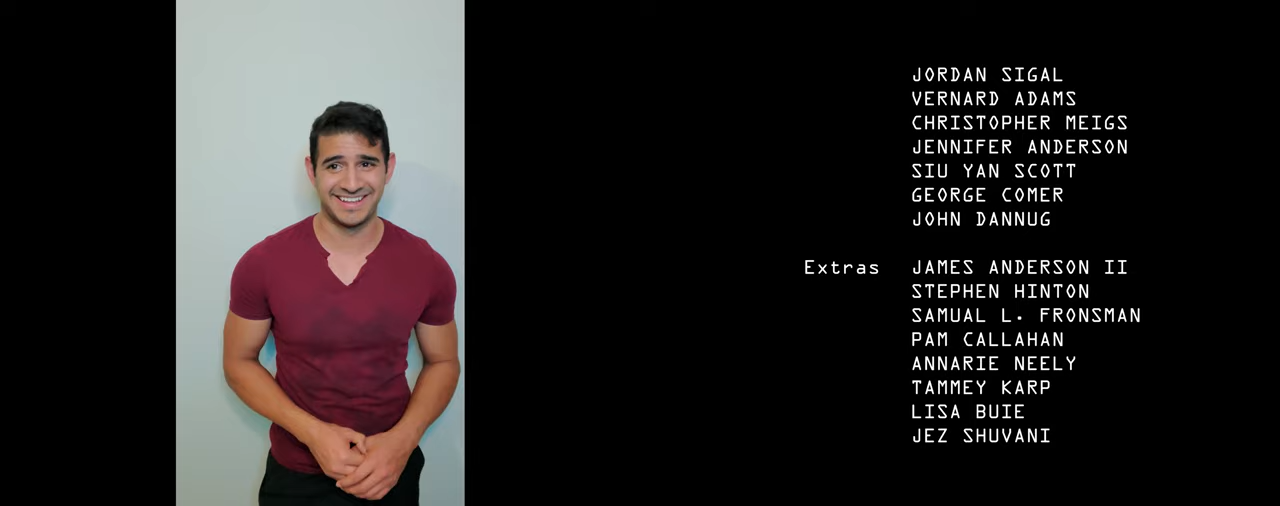 JORDAN SIGAL
VERNARD ADAMS
CHRISTOPHER MEIGS
JENNIFER ANDERSON
SIU YAN SCOTT
GEORGE COMER
JOHN DANNUG
Extras JAMES ANDERSON II
STEPHEN HINTON
SAMUAL L. FRONSMAN
PAM CALLAHAN
ANNARIE NEELY
TAMMEY KARP
LISA BUIE
JEZ SHUVANI